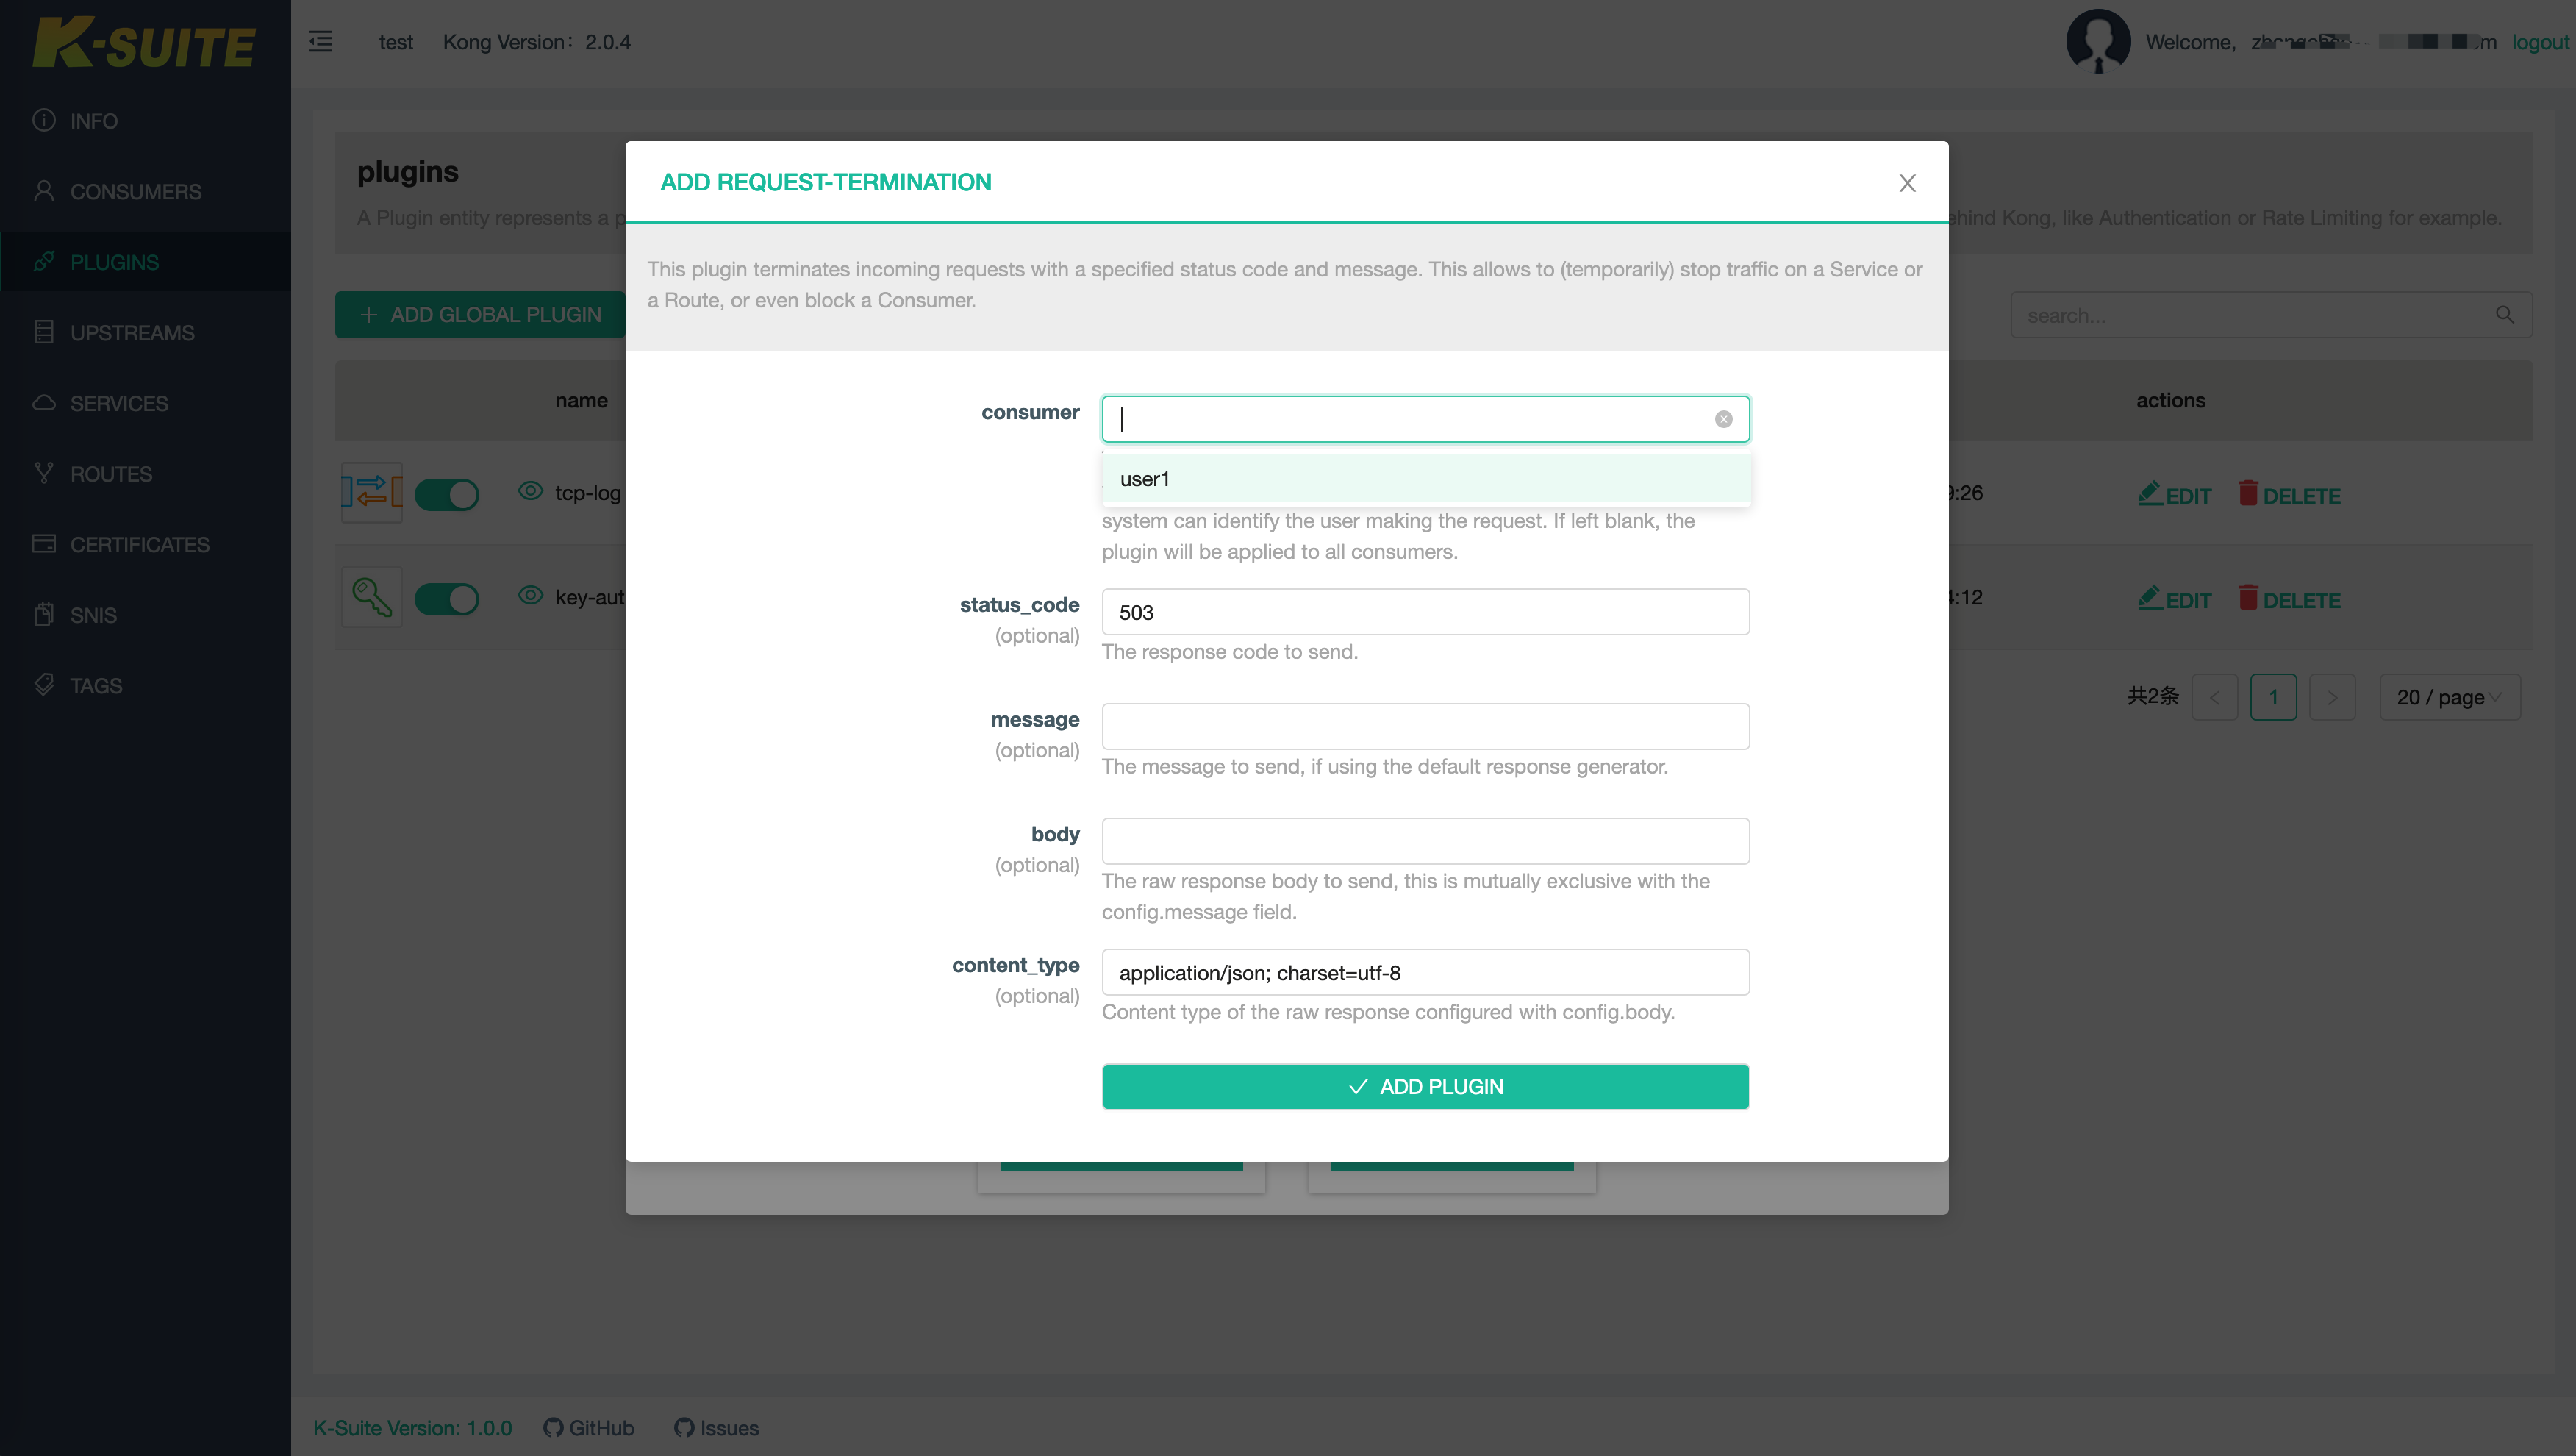 K-SUITE
test
Kong Version: 2.0.4
Welcome,
logout
INFO
CONSUMERS
PLUGINS
UPSTREAMS
SERVICES
ROUTES
CERTIFICATES
SNIS
TAGS
plugins
A Plugin entity represents a
ehind Kong, like Authentication or Rate Limiting for example.
ADD GLOBAL PLUGIN
search...
name
actions
tcp-log
9:26
EDIT
DELETE
key-aut
4:12
EDIT
DELETE
共2条
1
20 / page
ADD REQUEST-TERMINATION
This plugin terminates incoming requests with a specified status code and message. This allows to (temporarily) stop traffic on a Service or
a Route, or even block a Consumer.
consumer
user1
system can identify the user making the request. If left blank, the
plugin will be applied to all consumers.
status_code
(optional)
503
The response code to send.
message
(optional)
The message to send, if using the default response generator.
body
(optional)
The raw response body to send, this is mutually exclusive with the
config.message field.
content_type
(optional)
application/json; charset=utf-8
Content type of the raw response configured with config.body.
ADD PLUGIN
K-Suite Version: 1.0.0
GitHub
Issues